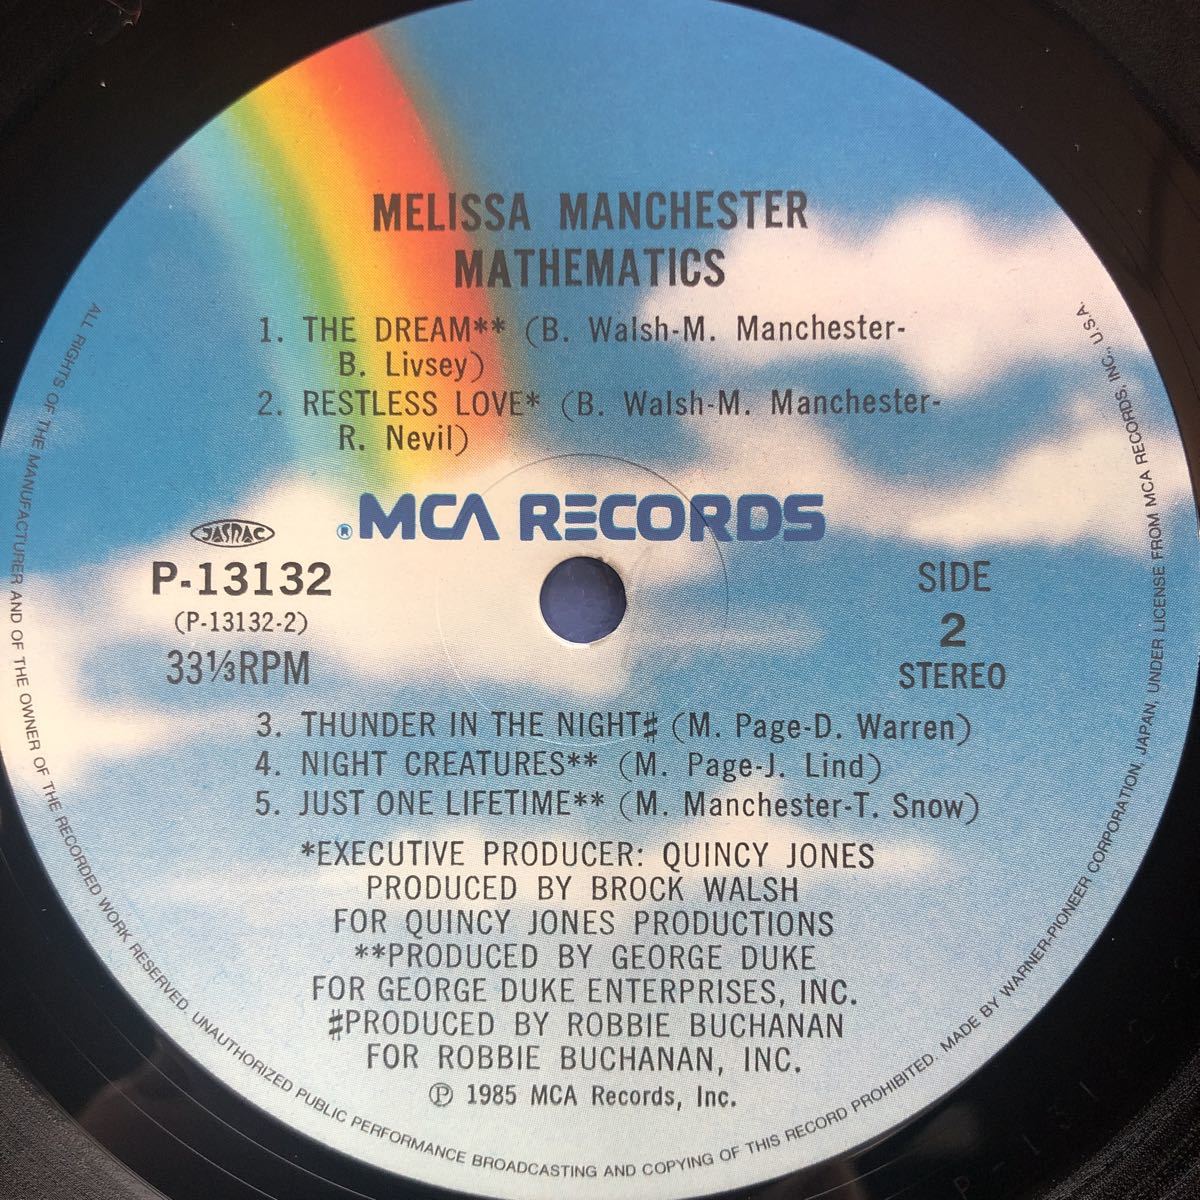 MELISSA MANCHESTER
MATHEMATICS
1. THE DREAM** (B. Walsh-M. Manchester-
B. Livsey)
2. RESTLESS LOVE* (B. Walsh-M. Manchester-
R. Nevil)
® MCA RECORDS
JASRAC
P-13132
(P-13132-2)
33⅓RPM
SIDE
2
STEREO
3. THUNDER IN THE NIGHT♯ (M. Page-D. Warren)
4. NIGHT CREATURES** (M. Page-J. Lind)
5. JUST ONE LIFETIME** (M. Manchester-T. Snow)
*EXECUTIVE PRODUCER: QUINCY JONES
PRODUCED BY BROCK WALSH
FOR QUINCY JONES PRODUCTIONS
**PRODUCED BY GEORGE DUKE
FOR GEORGE DUKE ENTERPRISES, INC.
♯PRODUCED BY ROBBIE BUCHANAN
FOR ROBBIE BUCHANAN, INC.
℗ 1985 MCA Records, Inc.
ALL RIGHTS OF THE MANUFACTURER AND OF THE OWNER OF THE RECORDED WORK RESERVED. UNAUTHORIZED PUBLIC PERFORMANCE BROADCASTING AND COPYING OF THIS RECORD PROHIBITED. MADE BY WARNER-PIONEER CORPORATION, JAPAN, UNDER LICENSE FROM MCA RECORDS, INC., U.S.A.